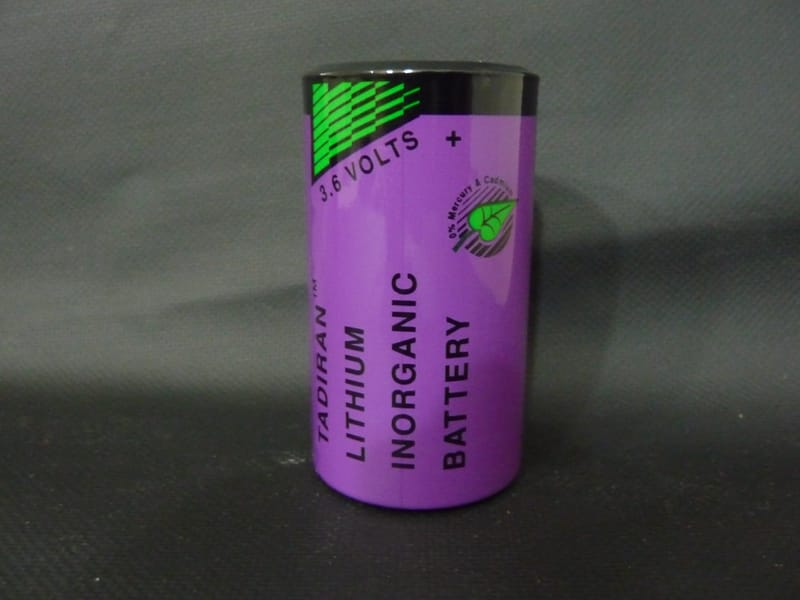 3.6 VOLTS +
0% Mercury & Cadmium
TADIRAN™
LITHIUM
INORGANIC
BATTERY